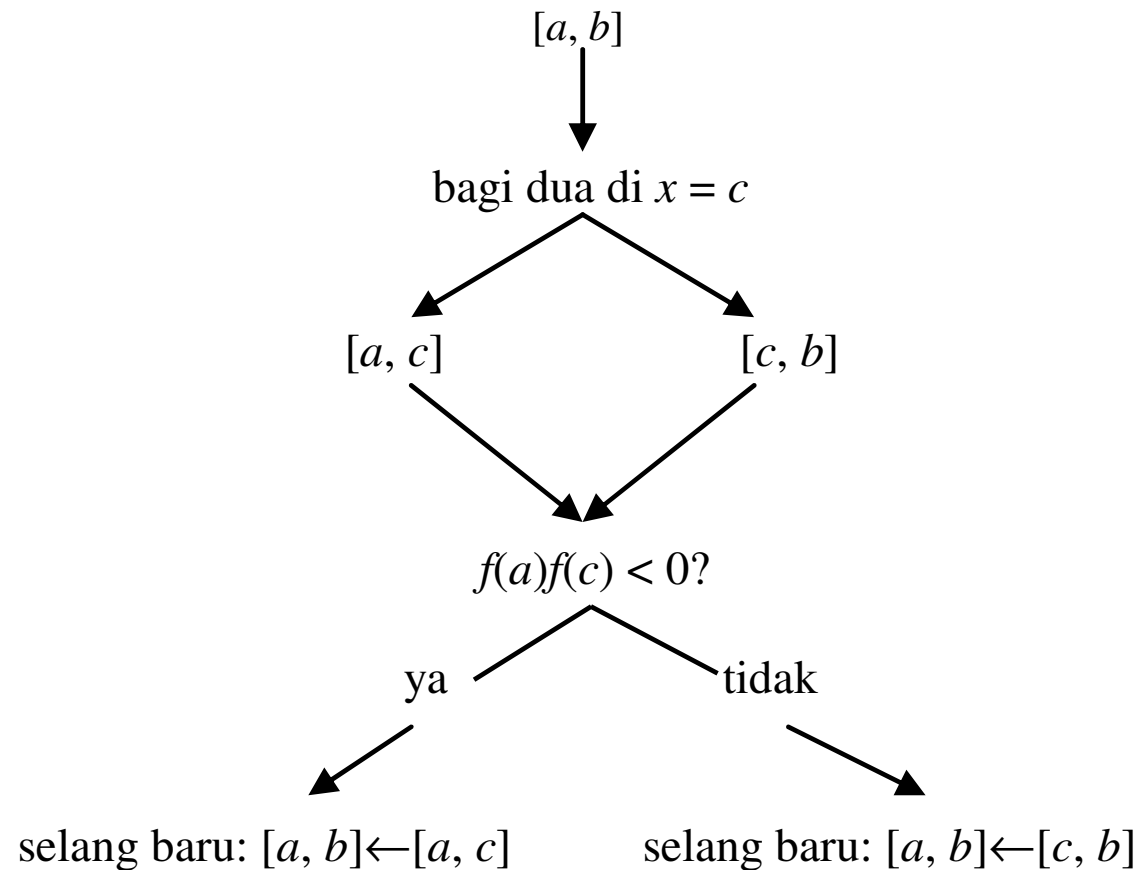 [a, b]
bagi dua di x = c
[a, c]
[c, b]
f(a)f(c) < 0?
ya
tidak
selang baru: [a, b]←[a, c]
selang baru: [a, b]←[c, b]